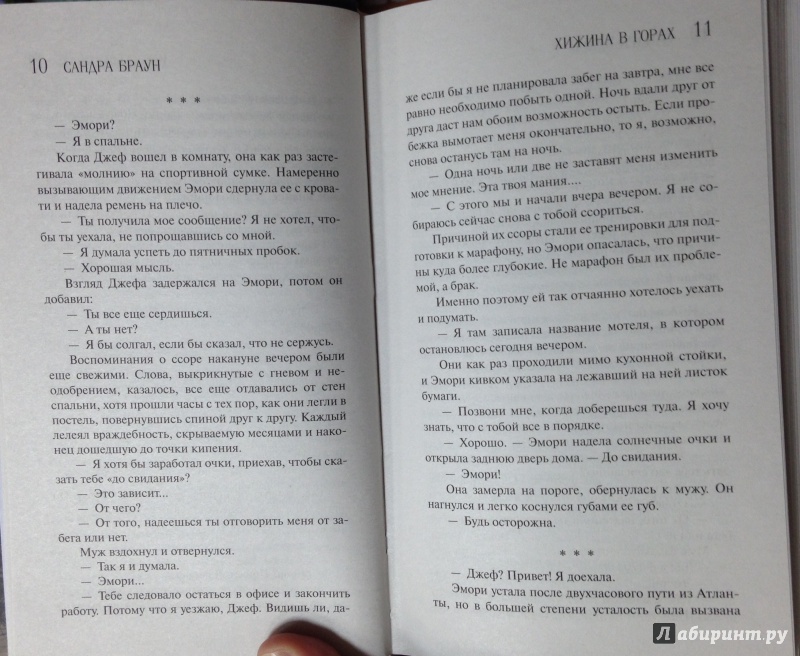 10 САНДРА БРАУН
* * *
— Эмори?
— Я в спальне.
Когда Джеф вошел в комнату, она как раз засте-
гивала «молнию» на спортивной сумке. Намеренно
вызывающим движением Эмори сдернула ее с крова-
ти и надела ремень на плечо.
— Ты получила мое сообщение? Я не хотел, что-
бы ты уехала, не попрощавшись со мной.
— Я думала успеть до пятничных пробок.
— Хорошая мысль.
Взгляд Джефа задержался на Эмори, потом он
добавил:
— Ты все еще сердишься.
— А ты нет?
— Я бы солгал, если бы сказал, что не сержусь.
Воспоминания о ссоре накануне вечером были
еще свежими. Слова, выкрикнутые с гневом и не-
одобрением, казалось, все еще отдавались от стен
спальни, хотя прошли часы с тех пор, как они легли в
постель, повернувшись спиной друг к другу. Каждый
лелеял враждебность, скрываемую месяцами и нако-
нец дошедшую до точки кипения.
— Я хотя бы заработал очки, приехав, чтобы ска-
зать тебе «до свидания»?
— Это зависит...
— От чего?
— От того, надеешься ты отговорить меня от за-
бега или нет.
Муж вздохнул и отвернулся.
— Так я и думала.
— Эмори...
— Тебе следовало остаться в офисе и закончить
работу. Потому что я уезжаю, Джеф. Видишь ли, да-
ХИЖИНА В ГОРАХ 11
же если бы я не планировала забег на завтра, мне все
равно необходимо побыть одной. Ночь вдали друг от
друга даст нам обоим возможность остыть. Если про-
бежка вымотает меня окончательно, то я, возможно,
снова останусь там на ночь.
— Одна ночь или две не заставят меня изменить
мое мнение. Эта твоя мания....
— С этого мы и начали вчера вечером. Я не со-
бираюсь сейчас снова с тобой ссориться.
Причиной их ссоры стали ее тренировки для под-
готовки к марафону, но Эмори опасалась, что причи-
ны куда более глубокие. Не марафон был их пробле-
мой, а брак.
Именно поэтому ей так отчаянно хотелось уехать
и подумать.
— Я там записала название мотеля, в котором
остановлюсь сегодня вечером.
Они как раз проходили мимо кухонной стойки,
и Эмори кивком указала на лежавший на ней листок
бумаги.
— Позвони мне, когда доберешься туда. Я хочу
знать, что с тобой все в порядке.
— Хорошо. — Эмори надела солнечные очки и
открыла заднюю дверь дома. — До свидания.
— Эмори!
Она замерла на пороге, обернулась к мужу. Он
нагнулся и легко коснулся губами ее губ.
— Будь осторожна.
* * *
— Джеф? Привет! Я доехала.
Эмори устала после двухчасового пути из Атлан-
ты, но в большей степени усталость была вызвана
Лабиринт.ру